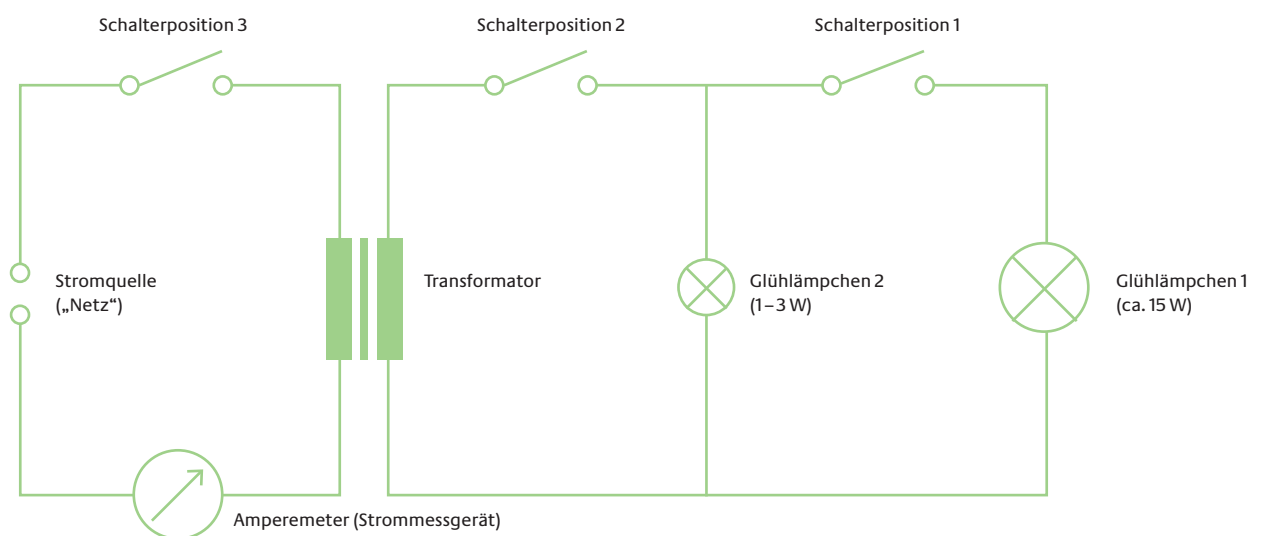 Schalterposition 3
Schalterposition 2
Schalterposition 1
Stromquelle
(„Netz“)
Transformator
Glühlämpchen 2
(1–3 W)
Glühlämpchen 1
(ca. 15 W)
Amperemeter (Strommessgerät)